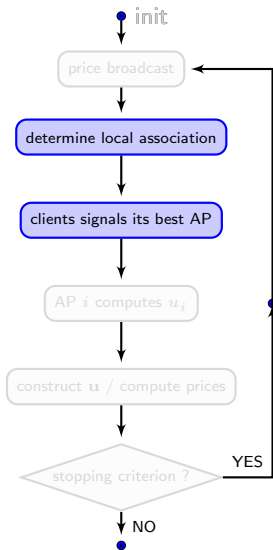 init
price broadcast
determine local association
clients signals its best AP
AP i computes u_i
construct u / compute prices
stopping criterion ?
YES
NO